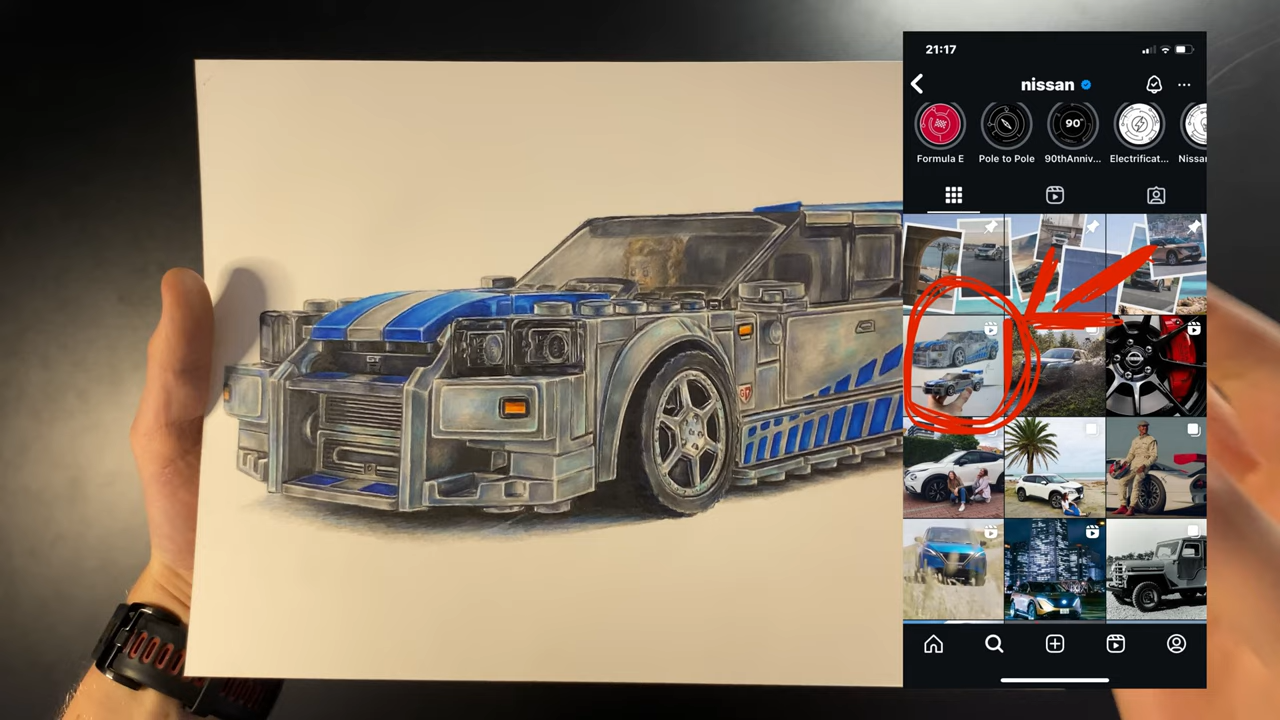 21:17
nissan
90°
Formula E
Pole to Pole
90thAnniv...
Electrificat...
Nissan
GT